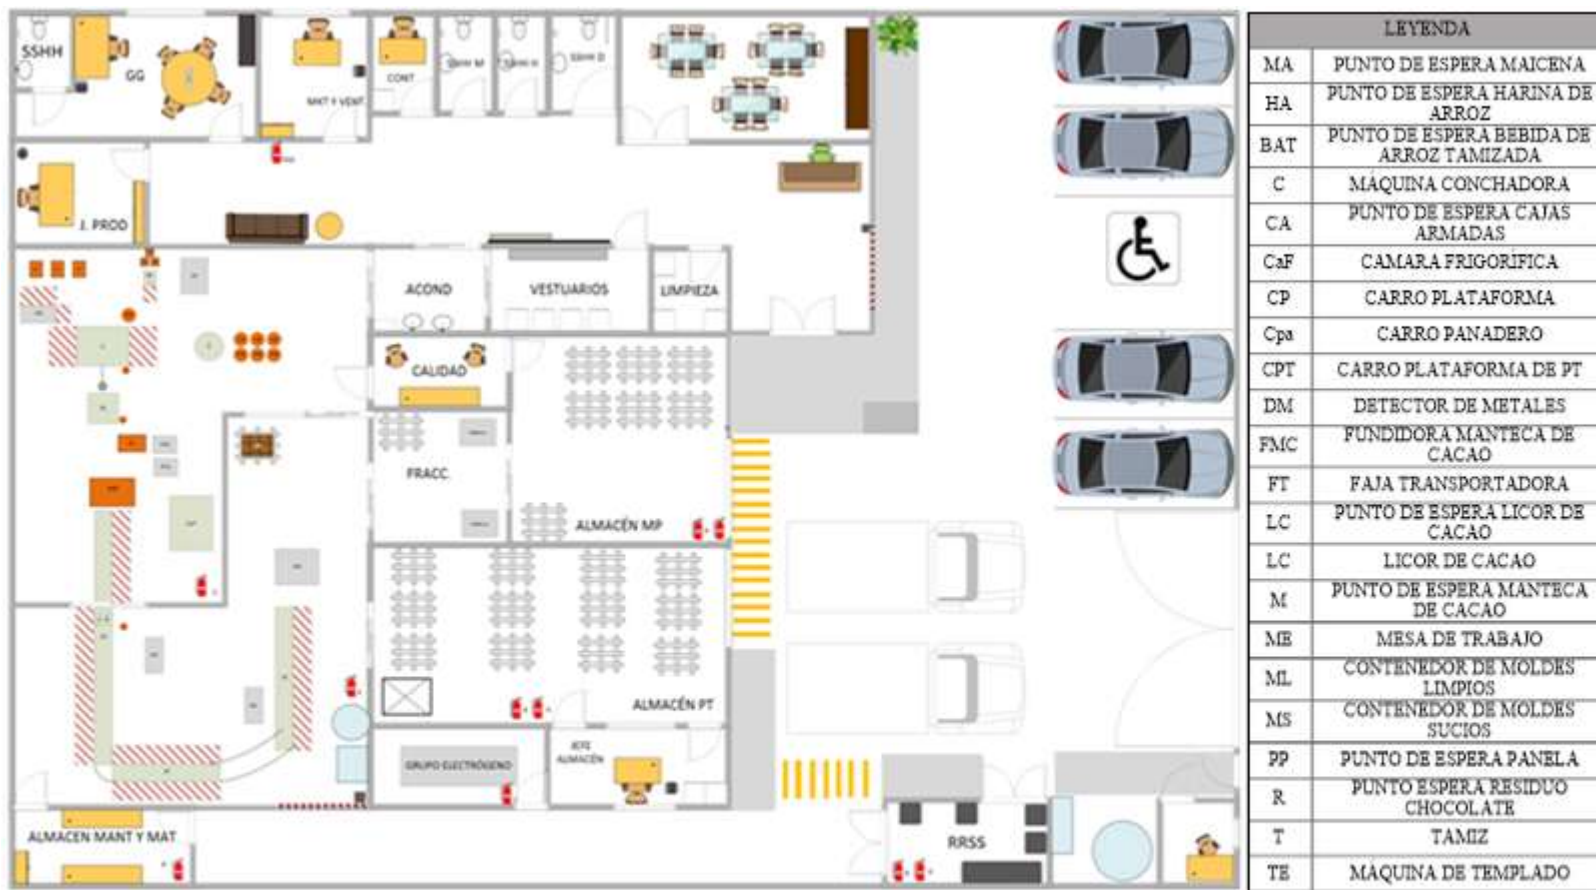 SSHH
GG
MKT Y VENT.
CONT
SSHH M
SSHH H
SSHH D
J. PROD
ACOND
VESTUARIOS
LIMPIEZA
CALIDAD
FRACC.
ALMACÉN MP
ALMACÉN PT
GRUPO ELECTRÓGENO
JEFE
ALMACÉN
ALMACEN MANT Y MAT
RRSS
LEYENDA
MA PUNTO DE ESPERA MAICENA
HA PUNTO DE ESPERA HARINA DE
ARROZ
BAT PUNTO DE ESPERA BEBIDA DE
ARROZ TAMIZADA
C MÁQUINA CONCHADORA
CA PUNTO DE ESPERA CAJAS
ARMADAS
CaF CAMARA FRIGORÍFICA
CP CARRO PLATAFORMA
Cpa CARRO PANADERO
CPT CARRO PLATAFORMA DE PT
DM DETECTOR DE METALES
FMC FUNDIDORA MANTECA DE
CACAO
FT FAJA TRANSPORTADORA
LC PUNTO DE ESPERA LICOR DE
CACAO
LC LICOR DE CACAO
M PUNTO DE ESPERA MANTECA
DE CACAO
ME MESA DE TRABAJO
ML CONTENEDOR DE MOLDES
LIMPIOS
MS CONTENEDOR DE MOLDES
SUCIOS
PP PUNTO DE ESPERA PANELA
R PUNTO ESPERA RESIDUO
CHOCOLATE
T TAMIZ
TE MÁQUINA DE TEMPLADO